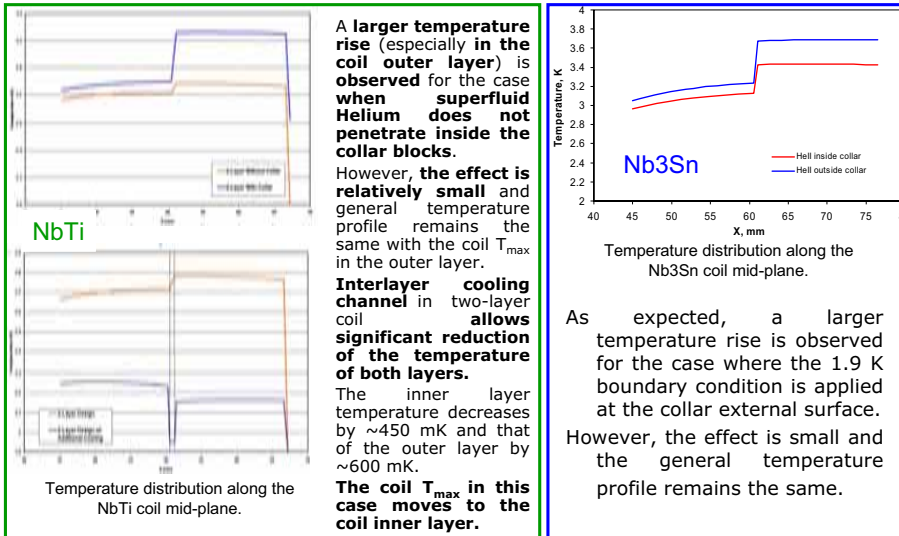 A larger temperature
rise (especially in the
coil outer layer) is
observed for the case
when superfluid
Helium does not
penetrate inside the
collar blocks.
However, the effect is
relatively small and
general temperature
profile remains the
same with the coil Tmax
in the outer layer.
Interlayer cooling
channel in two-layer
coil allows
significant reduction
of the temperature
of both layers.
The inner layer
temperature decreases
by ~450 mK and that
of the outer layer by
~600 mK.
The coil Tmax in this
case moves to the
coil inner layer.
NbTi
Temperature distribution along the
NbTi coil mid-plane.
Temperature, K
4
3.8
3.6
3.4
3.2
3
2.8
2.6
2.4
2.2
2
Nb3Sn
HeII inside collar
HeII outside collar
40 45 50 55 60 65 70 75 80
X, mm
Temperature distribution along the
Nb3Sn coil mid-plane.
As expected, a larger
temperature rise is observed
for the case where the 1.9 K
boundary condition is applied
at the collar external surface.
However, the effect is small and
the general temperature
profile remains the same.